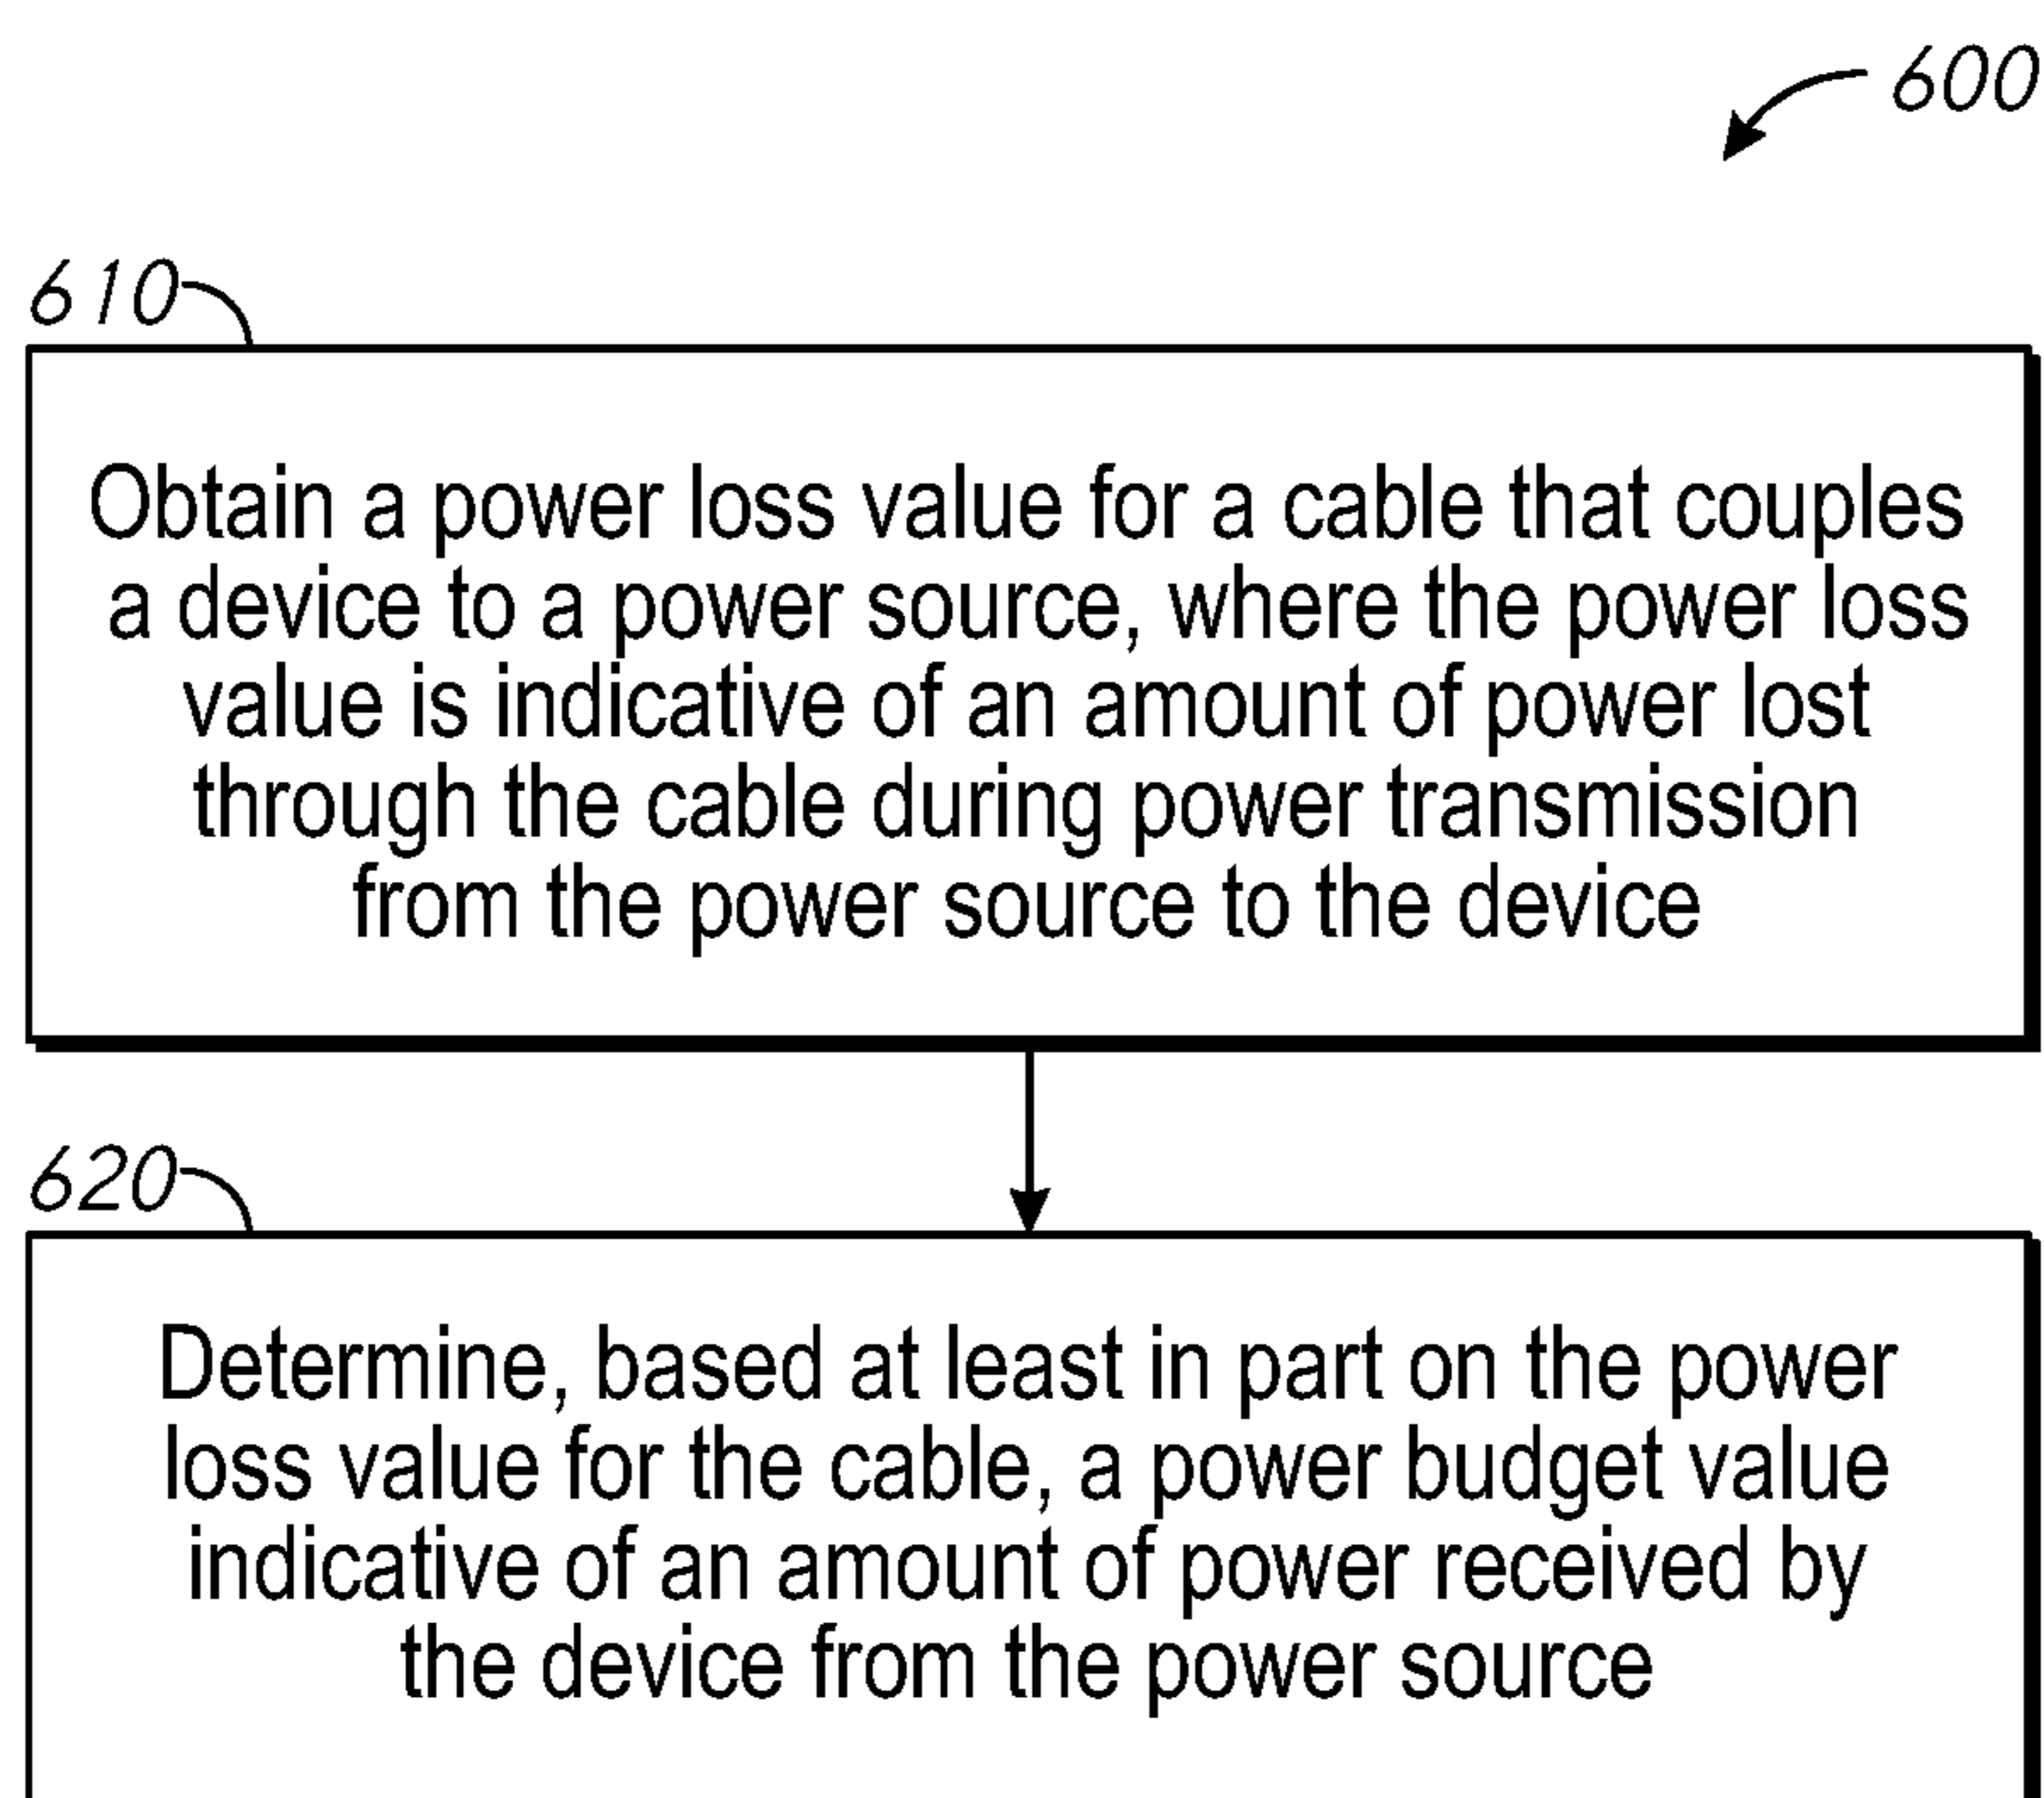 600
610
Obtain a power loss value for a cable that couples
a device to a power source, where the power loss
value is indicative of an amount of power lost
through the cable during power transmission
from the power source to the device
620
Determine, based at least in part on the power
loss value for the cable, a power budget value
indicative of an amount of power received by
the device from the power source